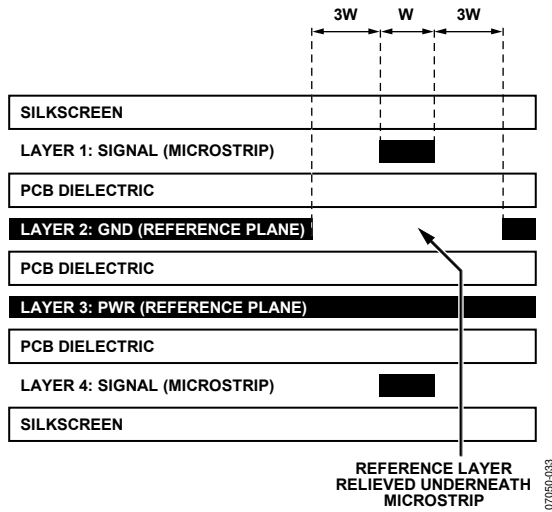 3W W 3W
SILKSCREEN
LAYER 1: SIGNAL (MICROSTRIP)
PCB DIELECTRIC
LAYER 2: GND (REFERENCE PLANE)
PCB DIELECTRIC
LAYER 3: PWR (REFERENCE PLANE)
PCB DIELECTRIC
LAYER 4: SIGNAL (MICROSTRIP)
SILKSCREEN
REFERENCE LAYER
RELIEVED UNDERNEATH
MICROSTRIP
07050-033